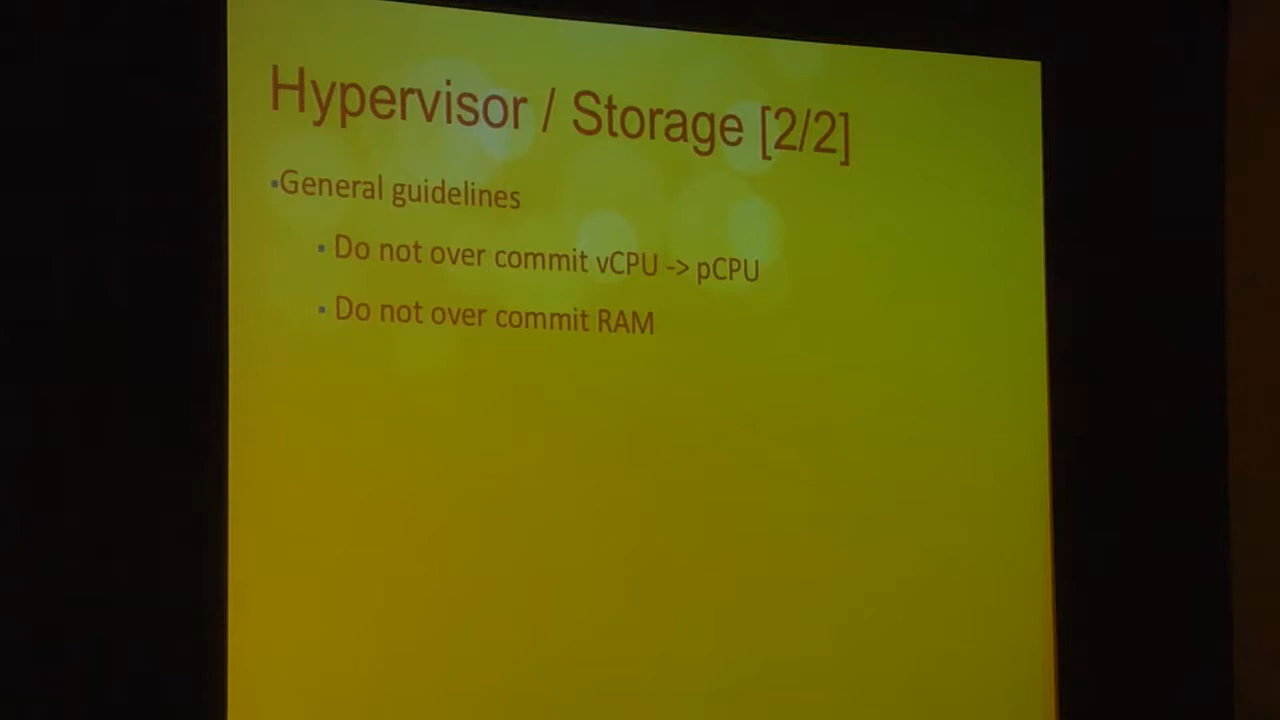 Hypervisor / Storage [2/2]
▪General guidelines
▪ Do not over commit vCPU -> pCPU
▪ Do not over commit RAM